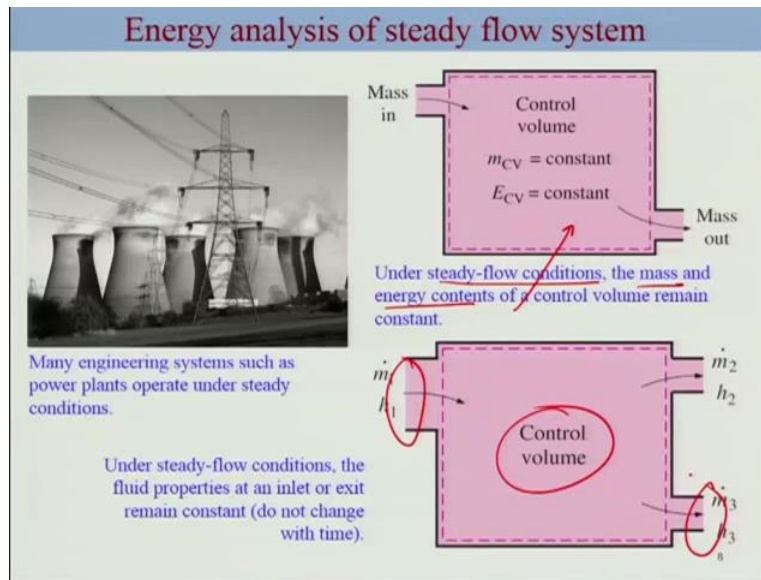 Energy analysis of steady flow system
Mass
in
Control
volume
m_CV = constant
E_CV = constant
Mass
out
Under steady-flow conditions, the mass and
energy contents of a control volume remain
constant.
Many engineering systems such as
power plants operate under steady
conditions.
ṁ₁
h₁
Control
volume
ṁ₂
h₂
ṁ₃
h₃
Under steady-flow conditions, the
fluid properties at an inlet or exit
remain constant (do not change
with time).
8